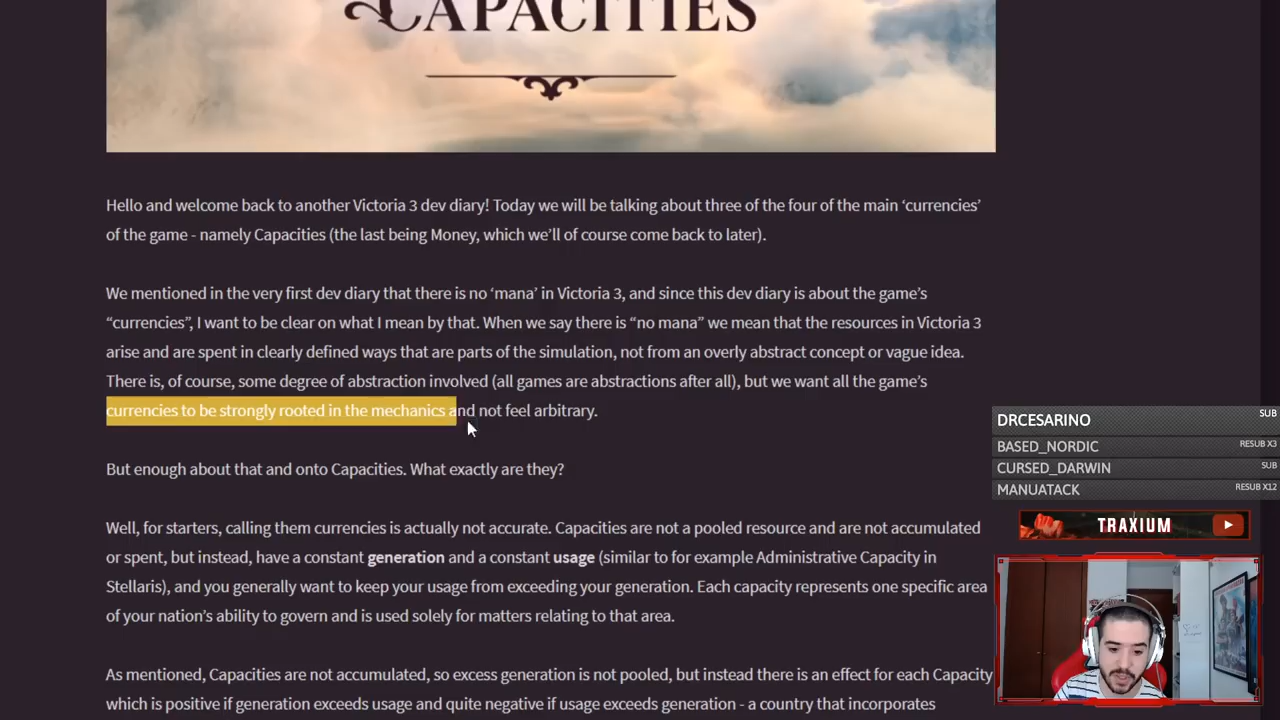 CAPACITIES
Hello and welcome back to another Victoria 3 dev diary! Today we will be talking about three of the four of the main ‘currencies’
of the game - namely Capacities (the last being Money, which we’ll of course come back to later).
We mentioned in the very first dev diary that there is no ‘mana’ in Victoria 3, and since this dev diary is about the game’s
“currencies”, I want to be clear on what I mean by that. When we say there is “no mana” we mean that the resources in Victoria 3
arise and are spent in clearly defined ways that are parts of the simulation, not from an overly abstract concept or vague idea.
There is, of course, some degree of abstraction involved (all games are abstractions after all), but we want all the game’s
currencies to be strongly rooted in the mechanics and not feel arbitrary.
But enough about that and onto Capacities. What exactly are they?
Well, for starters, calling them currencies is actually not accurate. Capacities are not a pooled resource and are not accumulated
or spent, but instead, have a constant generation and a constant usage (similar to for example Administrative Capacity in
Stellaris), and you generally want to keep your usage from exceeding your generation. Each capacity represents one specific area
of your nation’s ability to govern and is used solely for matters relating to that area.
As mentioned, Capacities are not accumulated, so excess generation is not pooled, but instead there is an effect for each Capacity
which is positive if generation exceeds usage and quite negative if usage exceeds generation - a country that incorporates
DRCESARINO SUB
BASED_NORDIC RESUB X3
CURSED_DARWIN SUB
MANUATACK RESUB X12
TRAXIUM